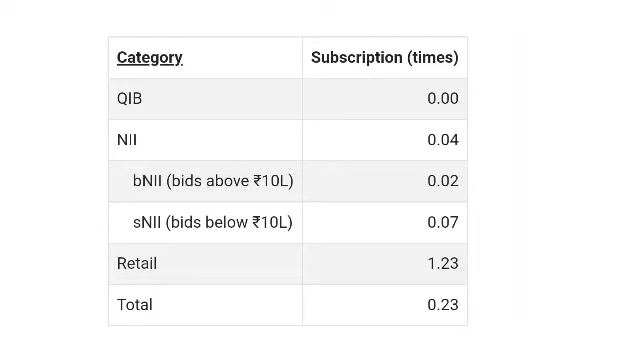 Category Subscription (times)
QIB 0.00
NII 0.04
bNII (bids above ₹10L) 0.02
sNII (bids below ₹10L) 0.07
Retail 1.23
Total 0.23